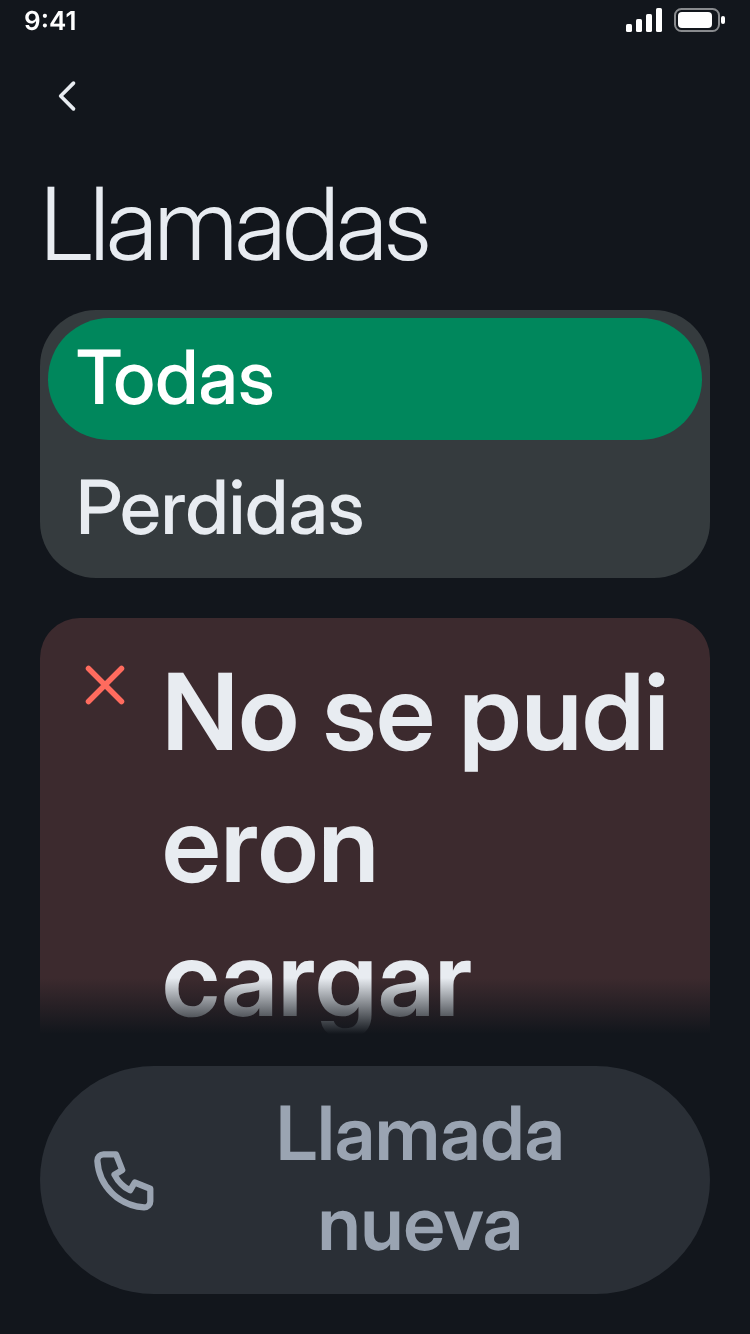 9:41
Llamadas
Todas
Perdidas
No se pudi
eron
cargar
Llamada
nueva